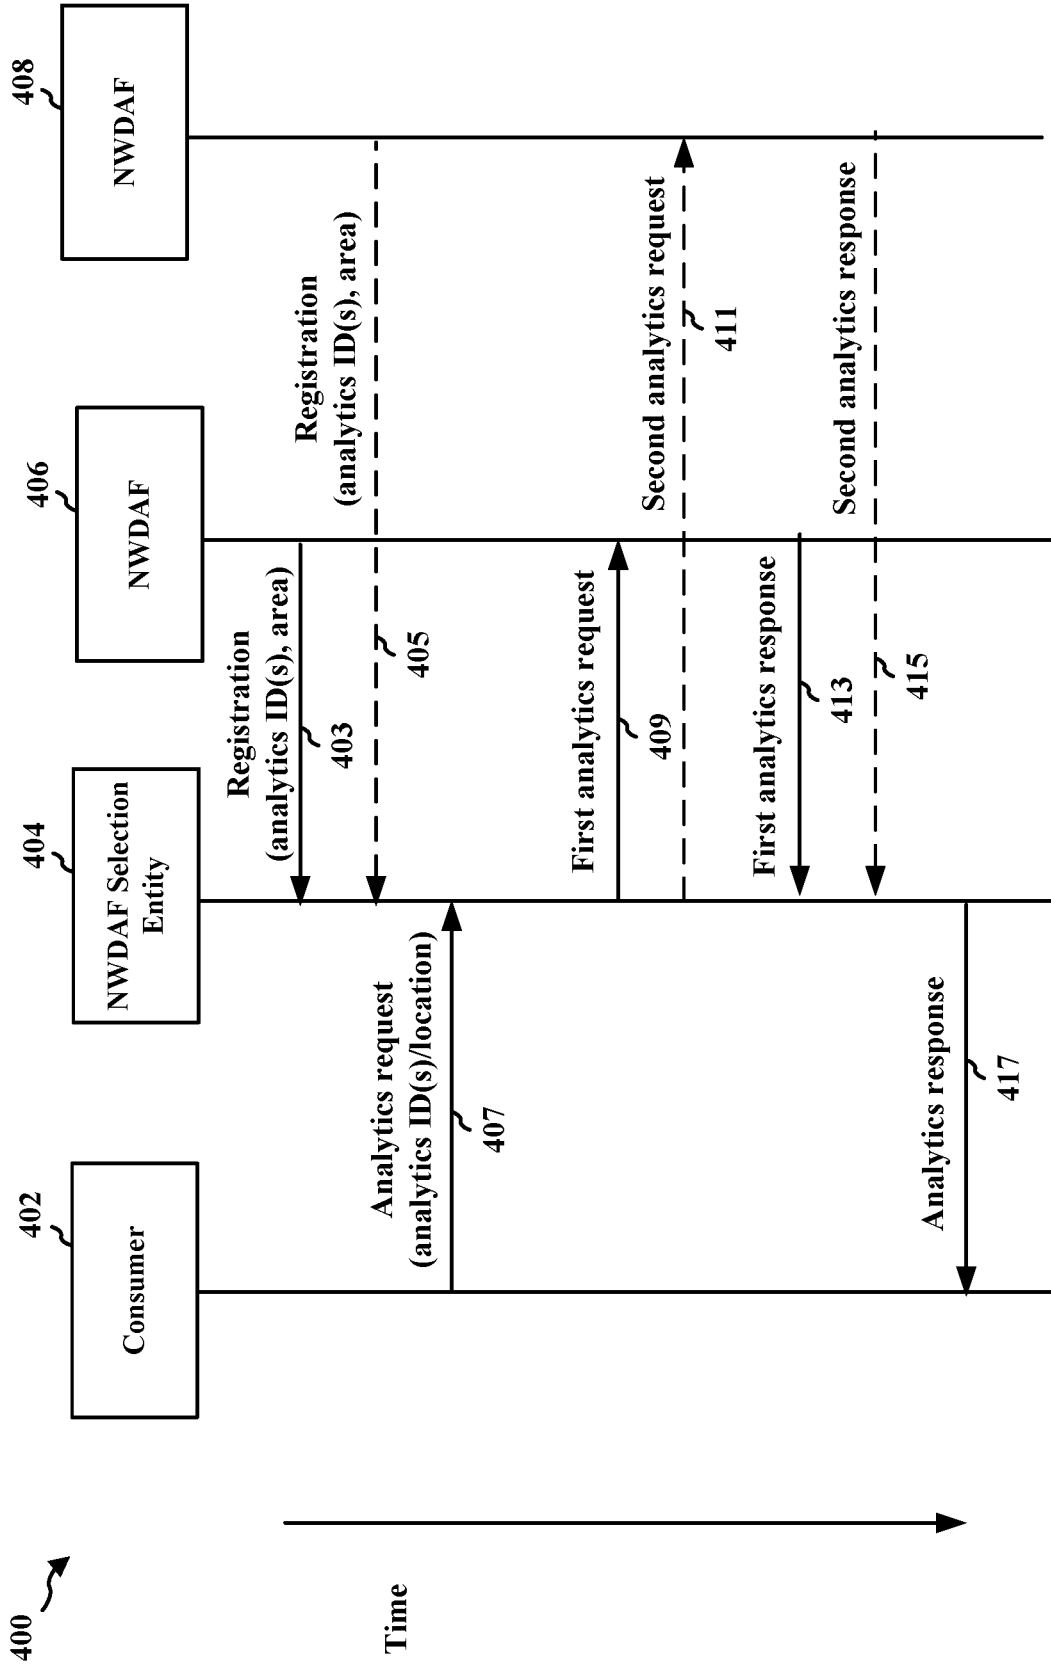 400
Time
402
Consumer
404
NWDAF Selection
Entity
406
NWDAF
408
NWDAF
Registration
(analytics ID(s), area)
403
Registration
(analytics ID(s), area)
405
Analytics request
(analytics ID(s)/location)
407
First analytics request
409
Second analytics request
411
First analytics response
413
Second analytics response
415
Analytics response
417